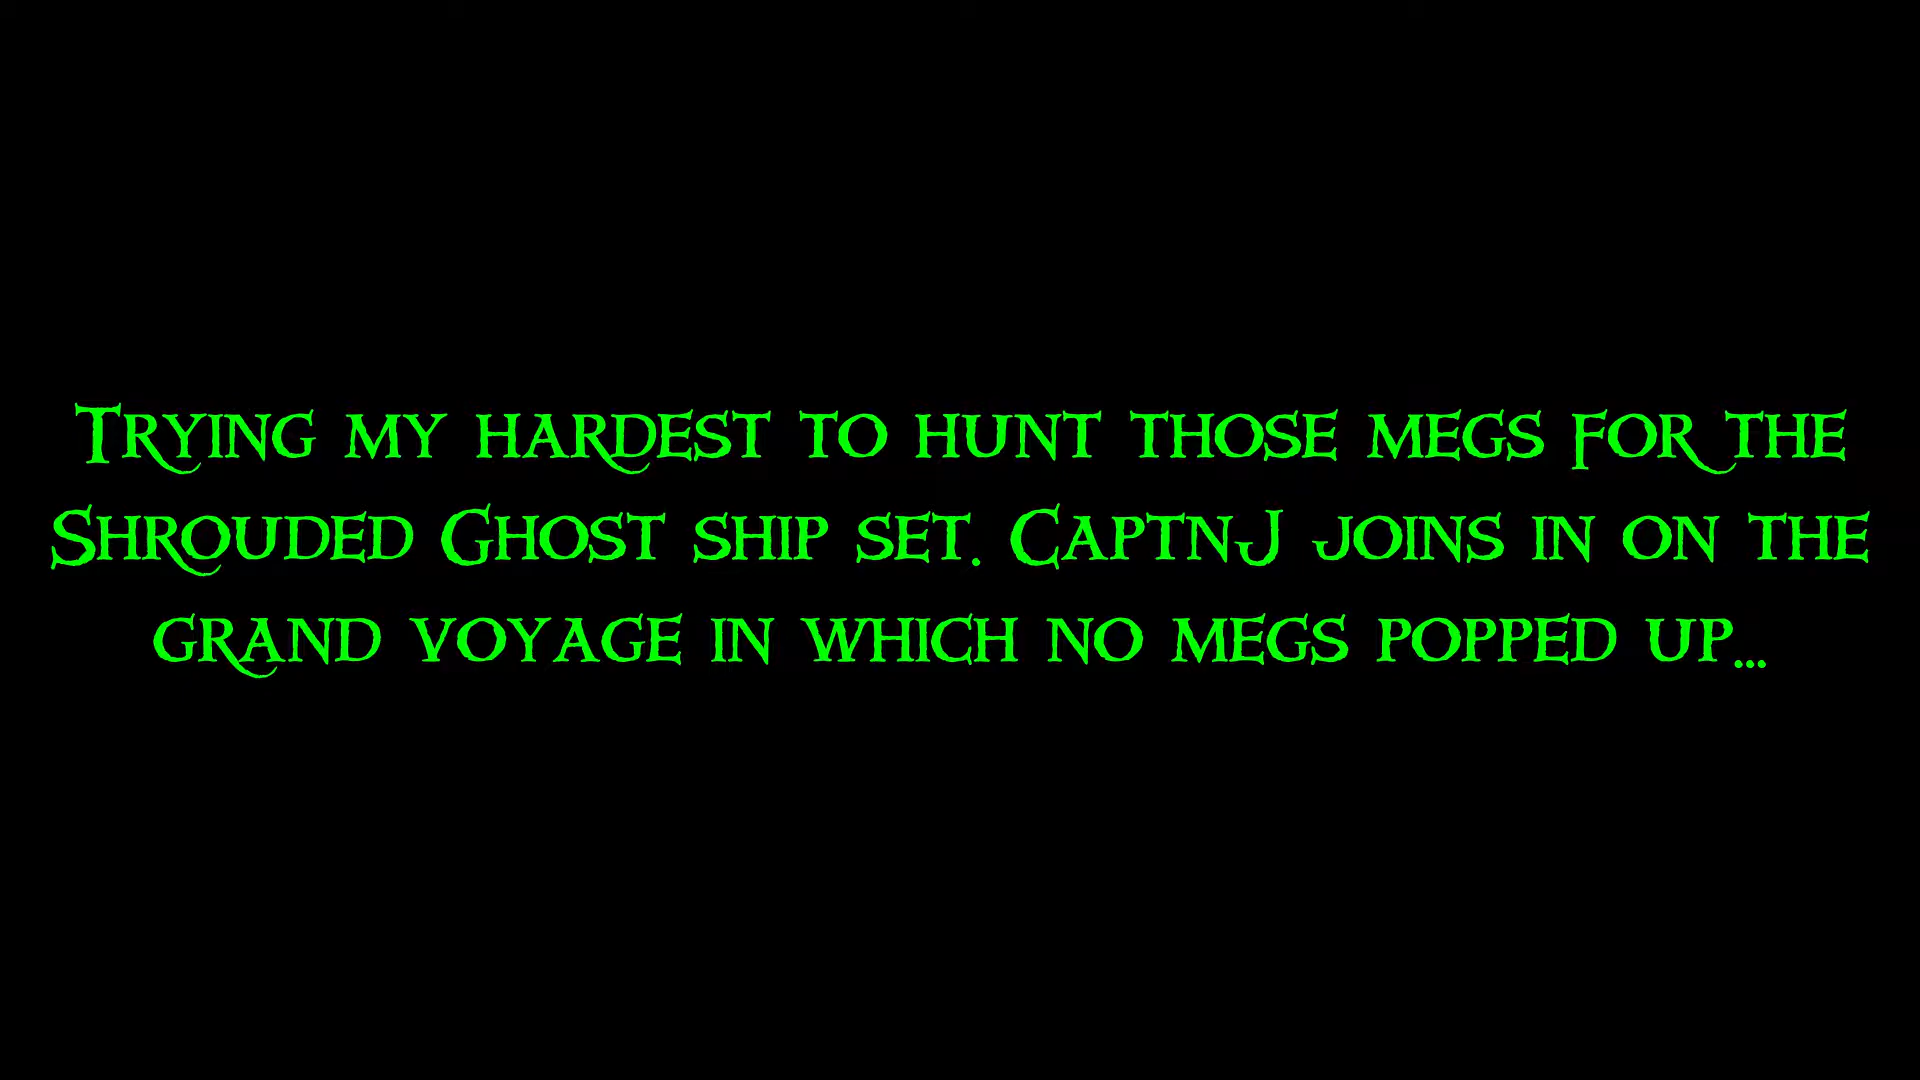 Trying my hardest to hunt those megs for the
Shrouded Ghost ship set. CaptnJ joins in on the
grand voyage in which no megs popped up...